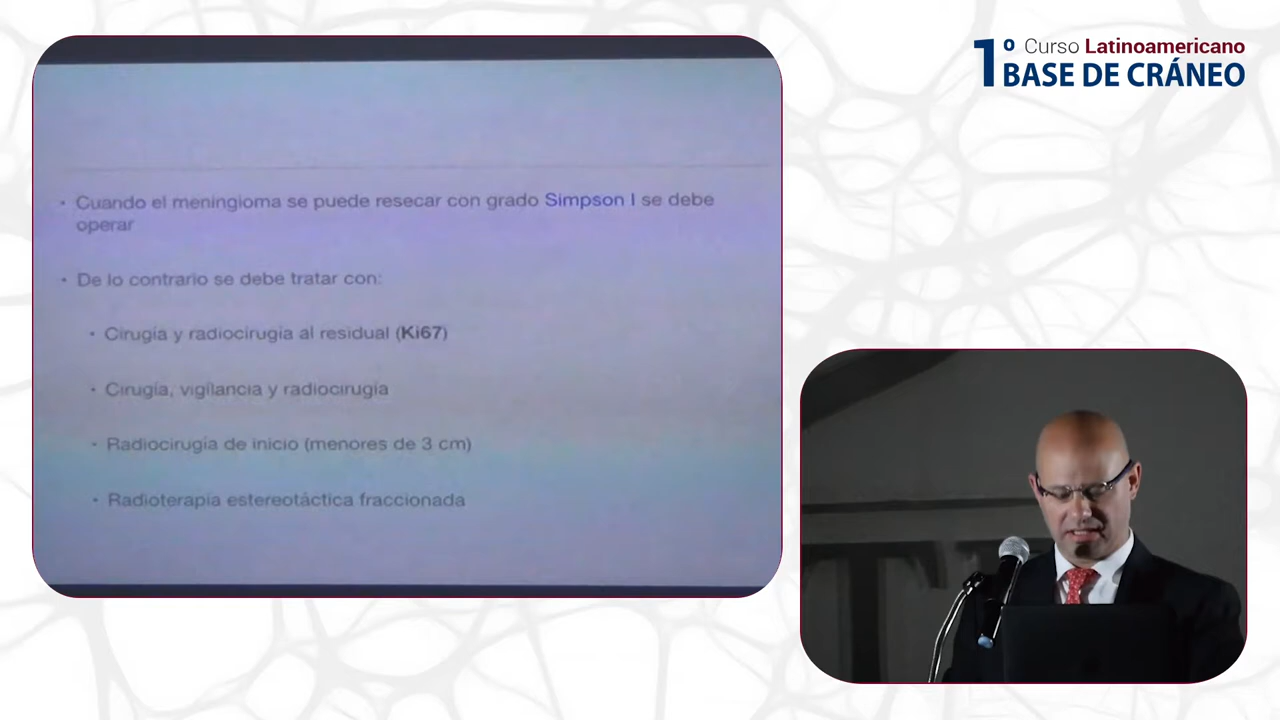 1º Curso Latinoamericano
BASE DE CRÁNEO
• Cuando el meningioma se puede resecar con grado Simpson I se debe
operar
• De lo contrario se debe tratar con:
• Cirugía y radiocirugía al residual (Ki67)
• Cirugía, vigilancia y radiocirugía
• Radiocirugía de inicio (menores de 3 cm)
• Radioterapia estereotáctica fraccionada